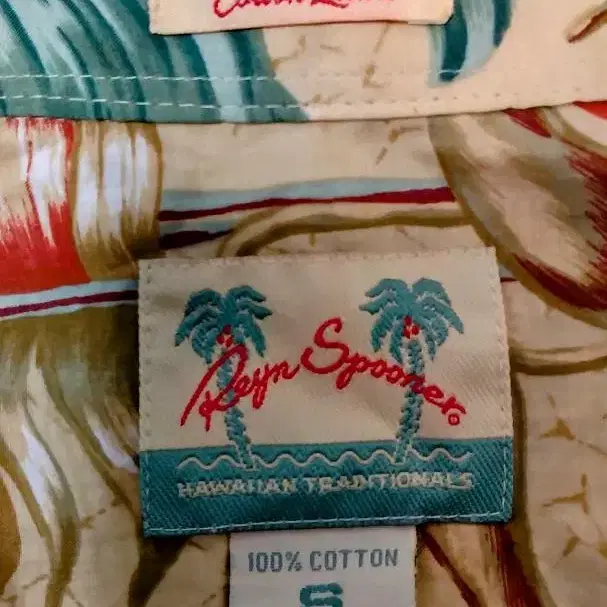 Reyn Spooner®
HAWAIIAN TRADITIONALS
100% COTTON
S